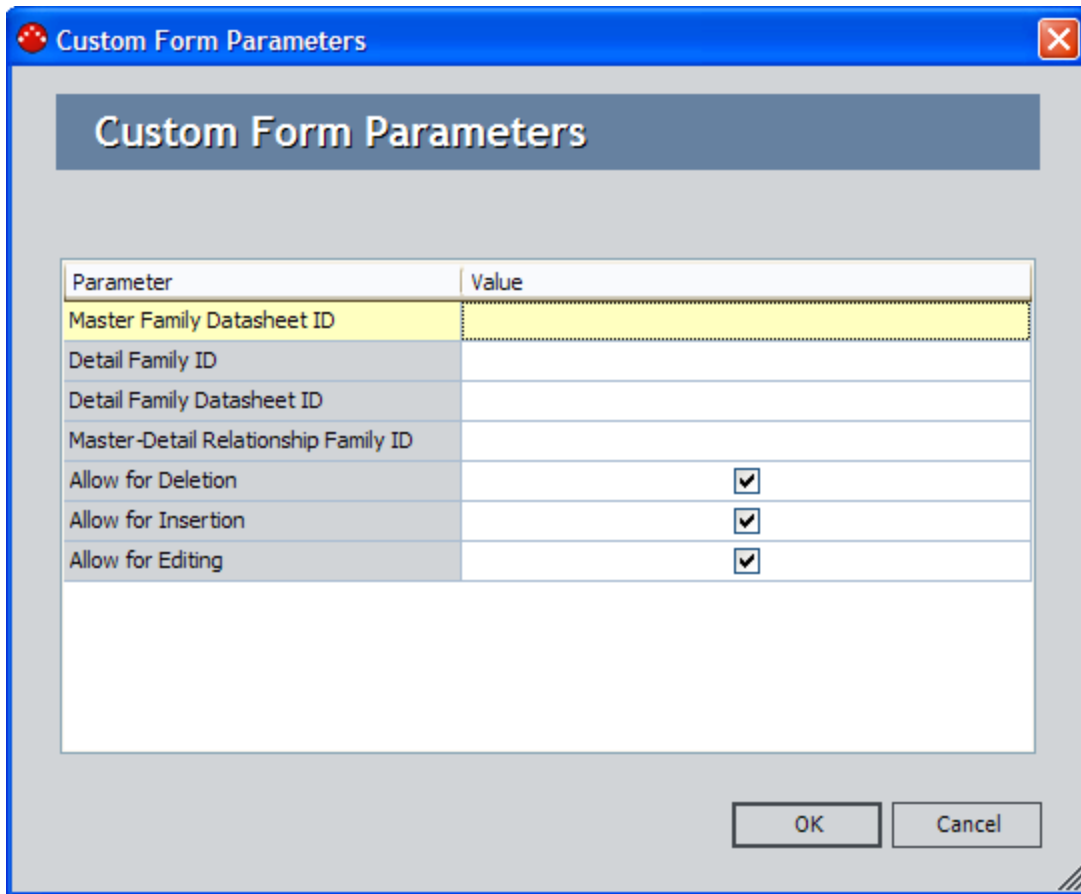 Custom Form Parameters
Custom Form Parameters
Parameter Value
Master Family Datasheet ID
Detail Family ID
Detail Family Datasheet ID
Master-Detail Relationship Family ID
Allow for Deletion
Allow for Insertion
Allow for Editing
OK Cancel